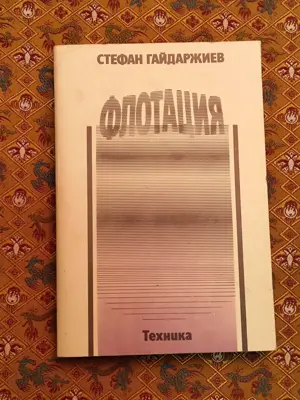 СТЕФАН ГАЙДАРЖИЕВ
ФЛОТАЦИЯ
Техника